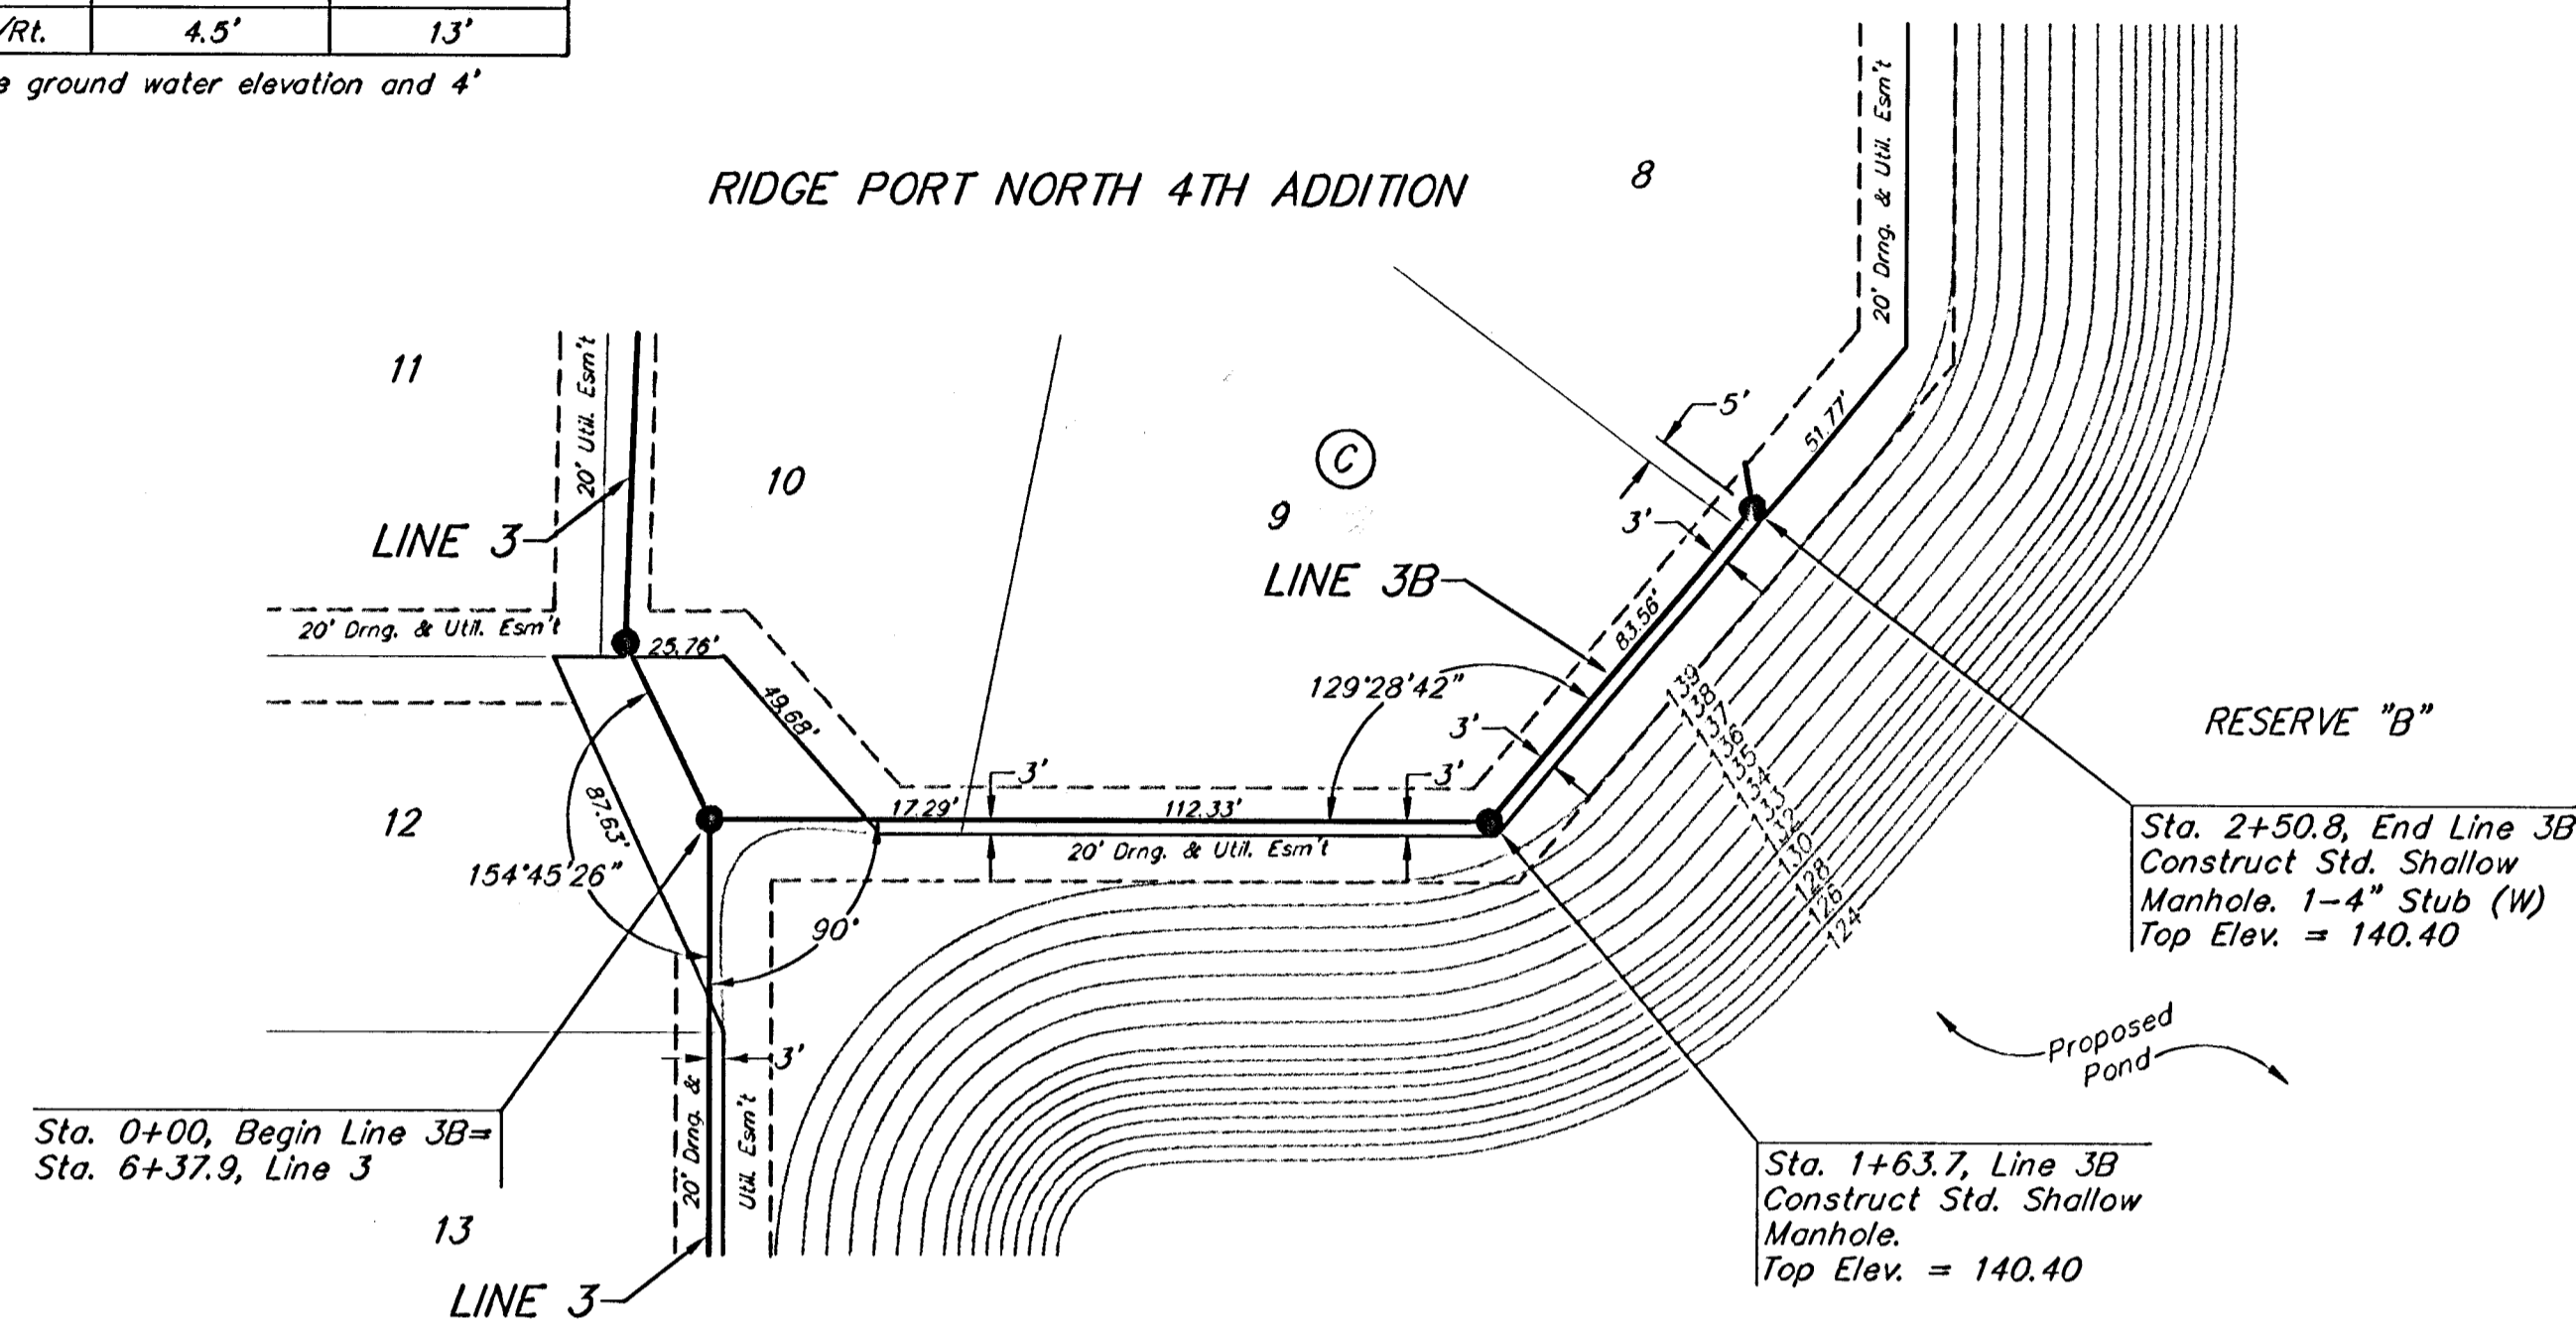 /Rt. 4.5' 13'
e ground water elevation and 4'
RIDGE PORT NORTH 4TH ADDITION
8
20' Drng. & Util. Esm't
11
20' Util. Esm't
10
C
9
5'
51.77'
3'
LINE 3
LINE 3B
83.56'
20' Drng. & Util. Esm't
25.76'
49.68'
129°28'42"
3'
139
138
137
130
128
126
124
RESERVE "B"
12
87.63'
17.29'
3'
112.33'
3'
20' Drng. & Util. Esm't
154°45'26"
90°
Sta. 2+50.8, End Line 3B
Construct Std. Shallow
Manhole. 1-4" Stub (W)
Top Elev. = 140.40
Proposed
Pond
3'
20' Drng. &
Util. Esm't
Sta. 0+00, Begin Line 3B=
Sta. 6+37.9, Line 3
Sta. 1+63.7, Line 3B
Construct Std. Shallow
Manhole.
Top Elev. = 140.40
13
LINE 3